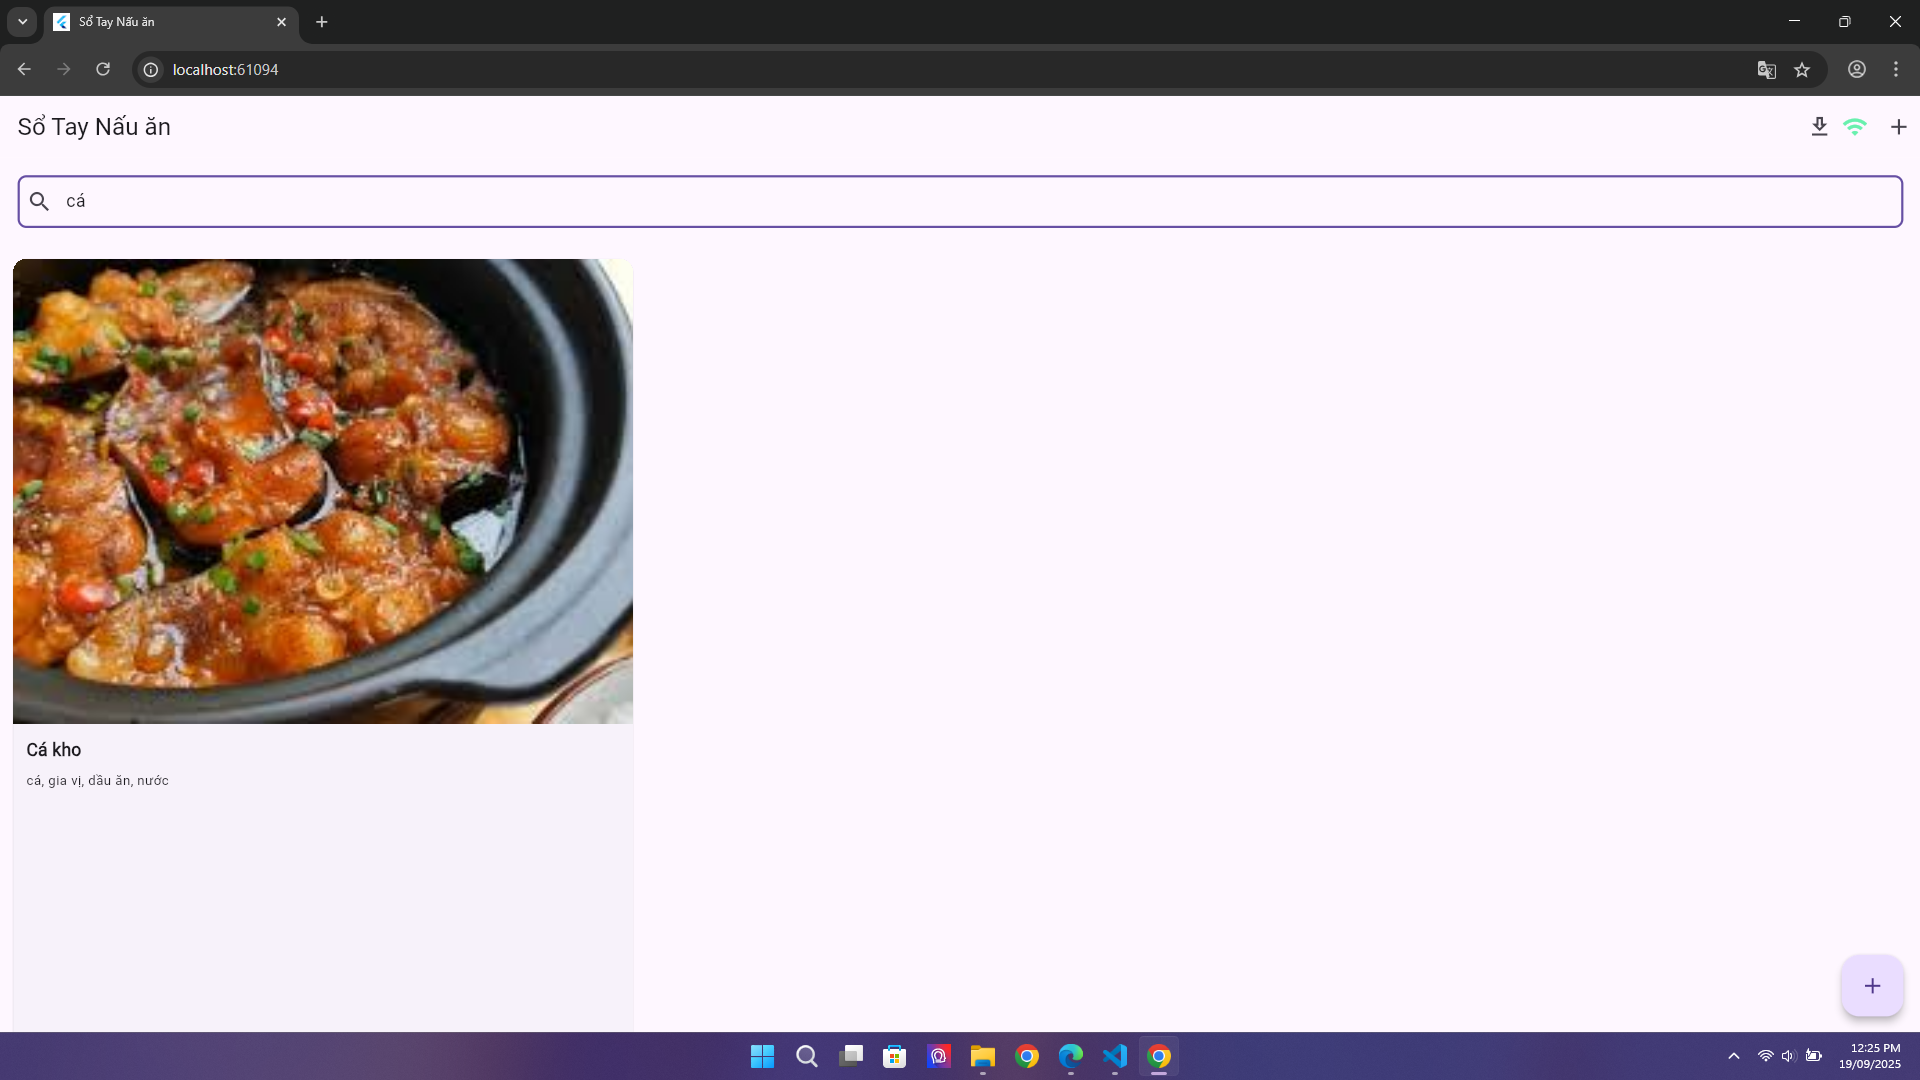 Sổ Tay Nấu ăn
localhost:61094
Sổ Tay Nấu ăn
cá
Cá kho
cá, gia vị, dầu ăn, nước
12:25 PM
19/09/2025